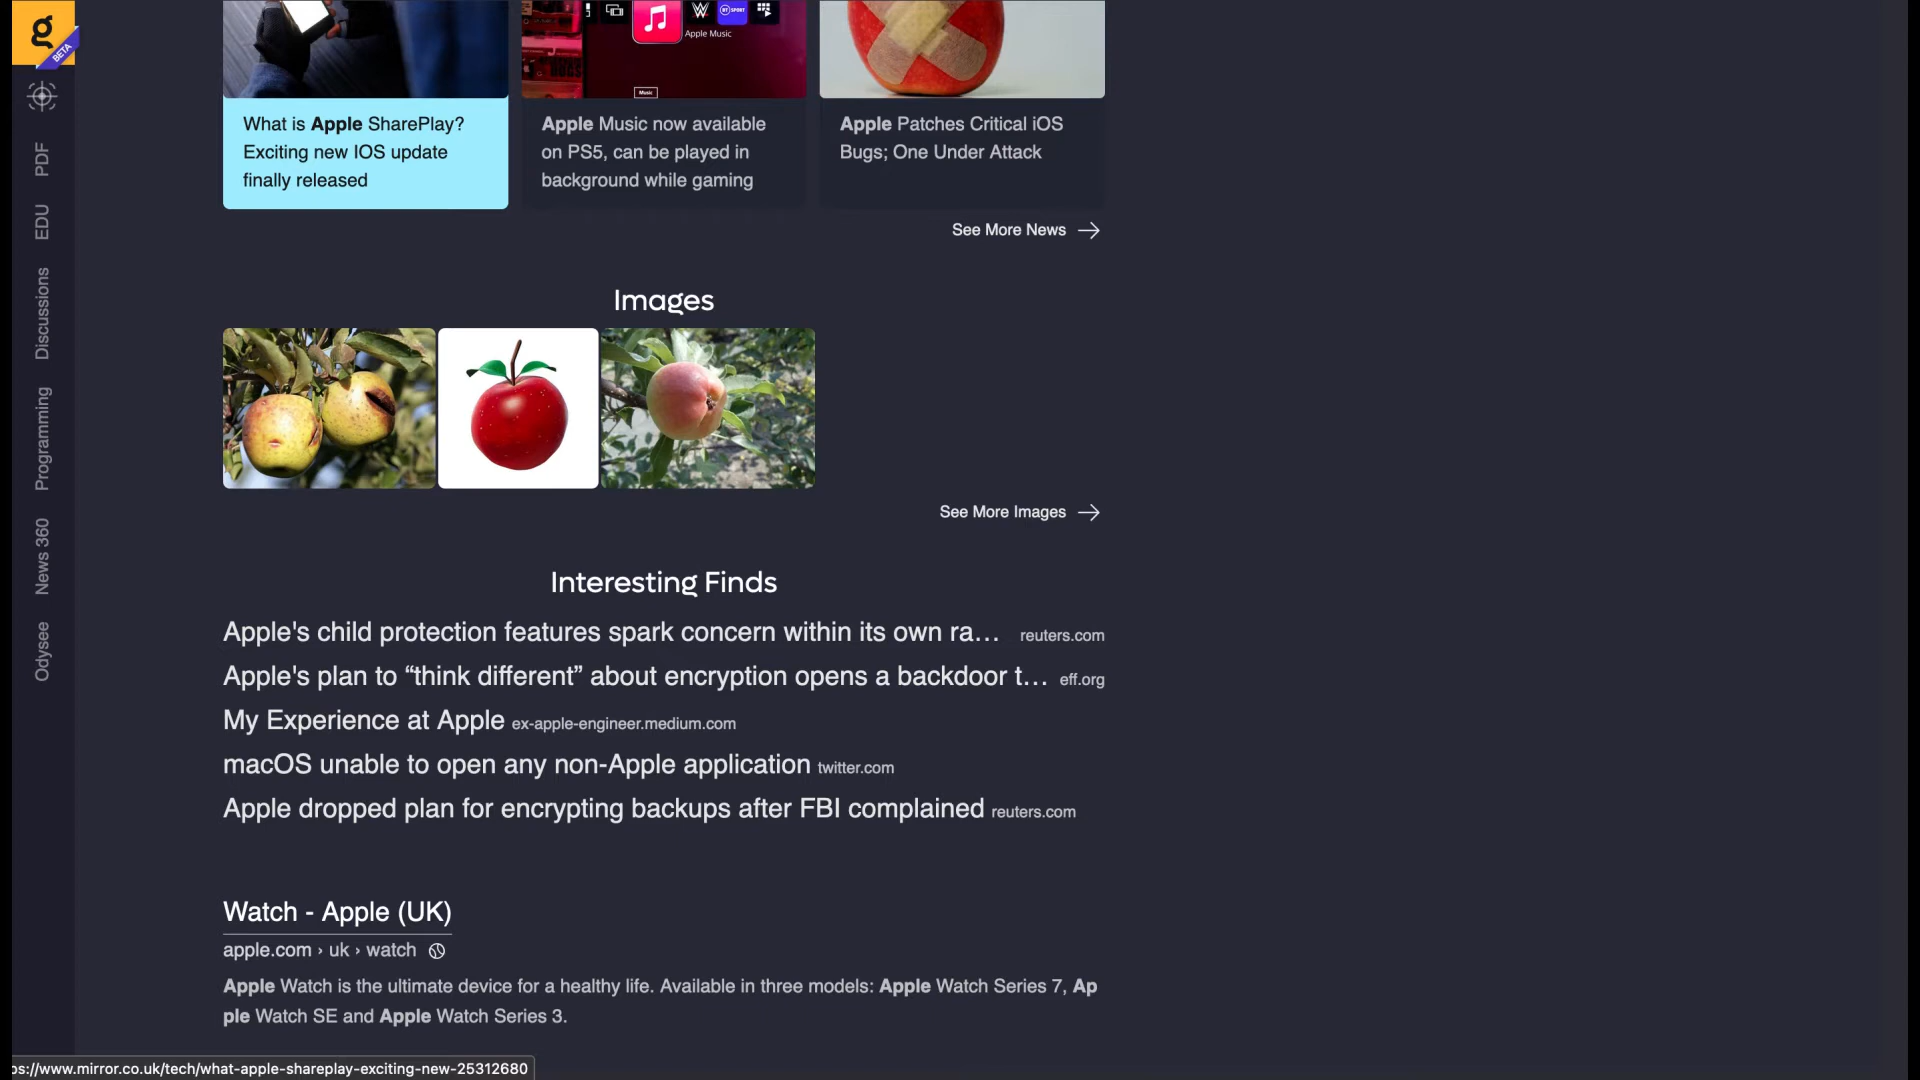 g
BETA
Apple Music
BT SPORT
Music
What is Apple SharePlay?
Exciting new IOS update
finally released
Apple Music now available
on PS5, can be played in
background while gaming
Apple Patches Critical iOS
Bugs; One Under Attack
See More News
PDF
EDU
Discussions
Programming
News 360
Odysee
Images
See More Images
Interesting Finds
Apple's child protection features spark concern within its own ra… reuters.com
Apple's plan to “think different” about encryption opens a backdoor t… eff.org
My Experience at Apple ex-apple-engineer.medium.com
macOS unable to open any non-Apple application twitter.com
Apple dropped plan for encrypting backups after FBI complained reuters.com
Watch - Apple (UK)
apple.com › uk › watch
Apple Watch is the ultimate device for a healthy life. Available in three models: Apple Watch Series 7, Ap
ple Watch SE and Apple Watch Series 3.
ps://www.mirror.co.uk/tech/what-apple-shareplay-exciting-new-25312680